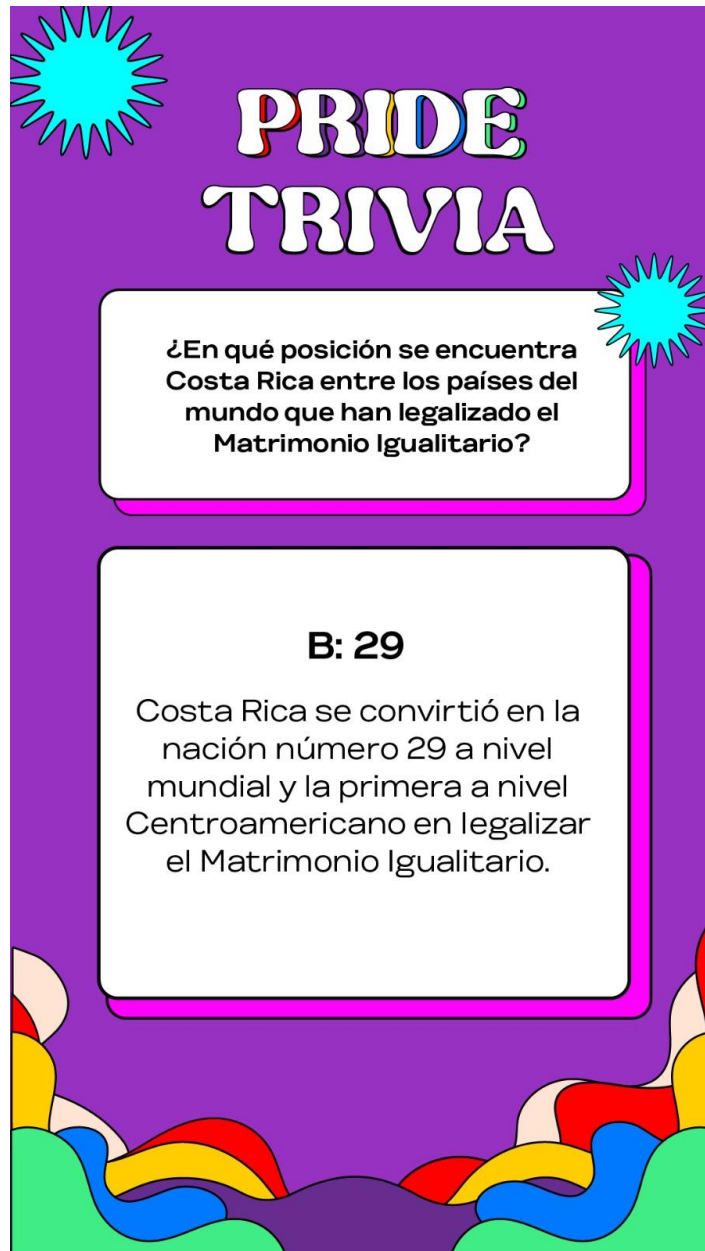 PRIDE
TRIVIA
¿En qué posición se encuentra
Costa Rica entre los países del
mundo que han legalizado el
Matrimonio Igualitario?
B: 29
Costa Rica se convirtió en la
nación número 29 a nivel
mundial y la primera a nivel
Centroamericano en legalizar
el Matrimonio Igualitario.